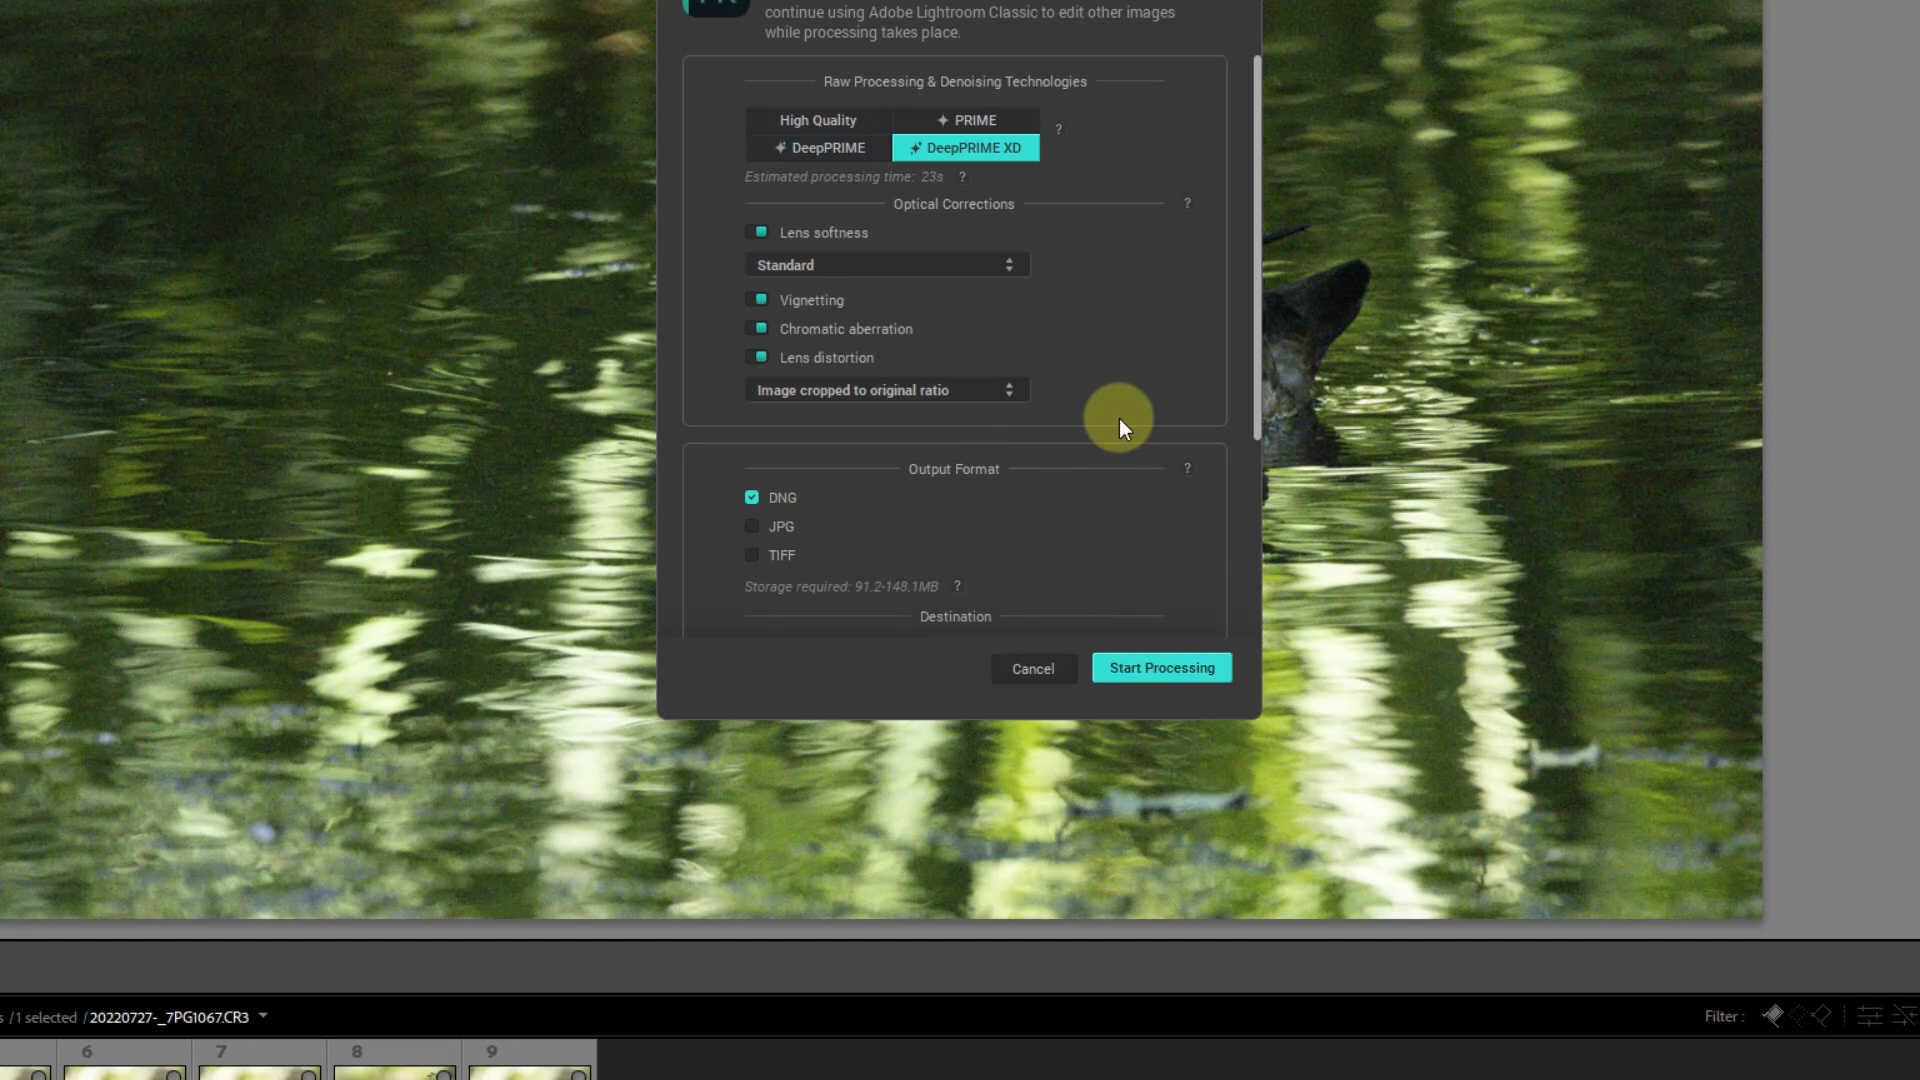 continue using Adobe Lightroom Classic to edit other images
while processing takes place.
Raw Processing & Denoising Technologies
High Quality
PRIME
?
DeepPRIME
DeepPRIME XD
Estimated processing time: 23s ?
Optical Corrections ?
Lens softness
Standard
Vignetting
Chromatic aberration
Lens distortion
Image cropped to original ratio
Output Format ?
DNG
JPG
TIFF
Storage required: 91.2-148.1MB ?
Destination
Cancel
Start Processing
s /1 selected /20220727-_7PG1067.CR3
Filter :
6
7
8
9